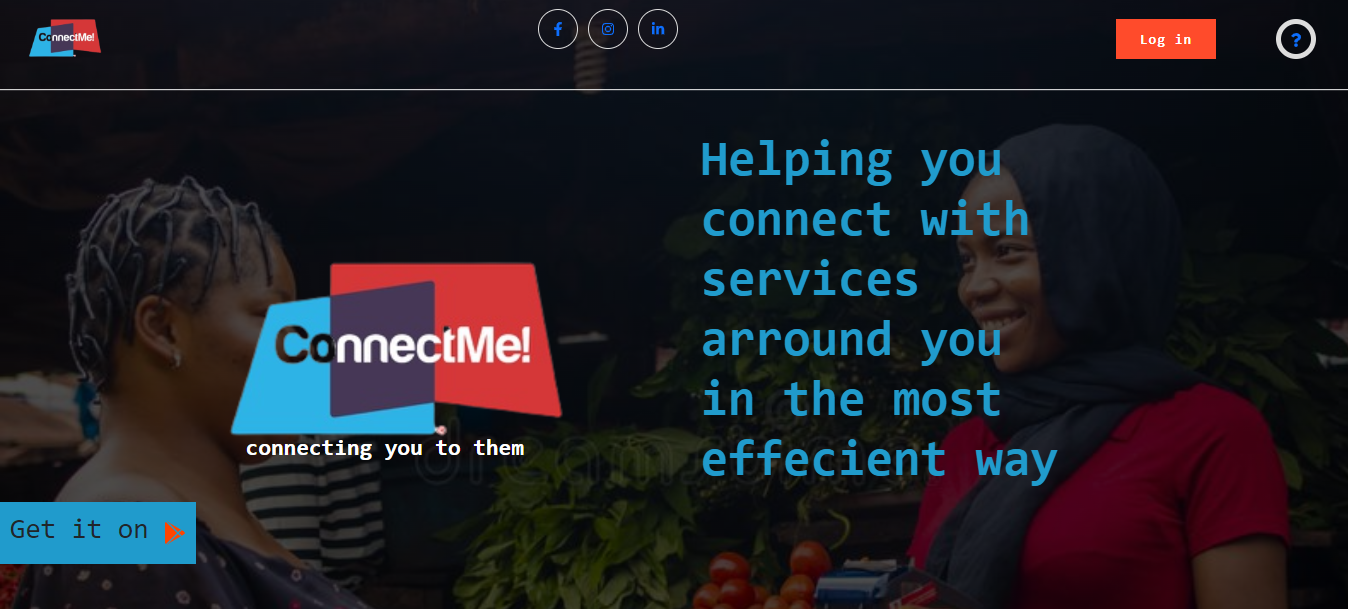 ConnectMe!
Log in
?
Helping you
connect with
services
arround you
in the most
effecient way
ConnectMe!
connecting you to them
dreamstime
Get it on